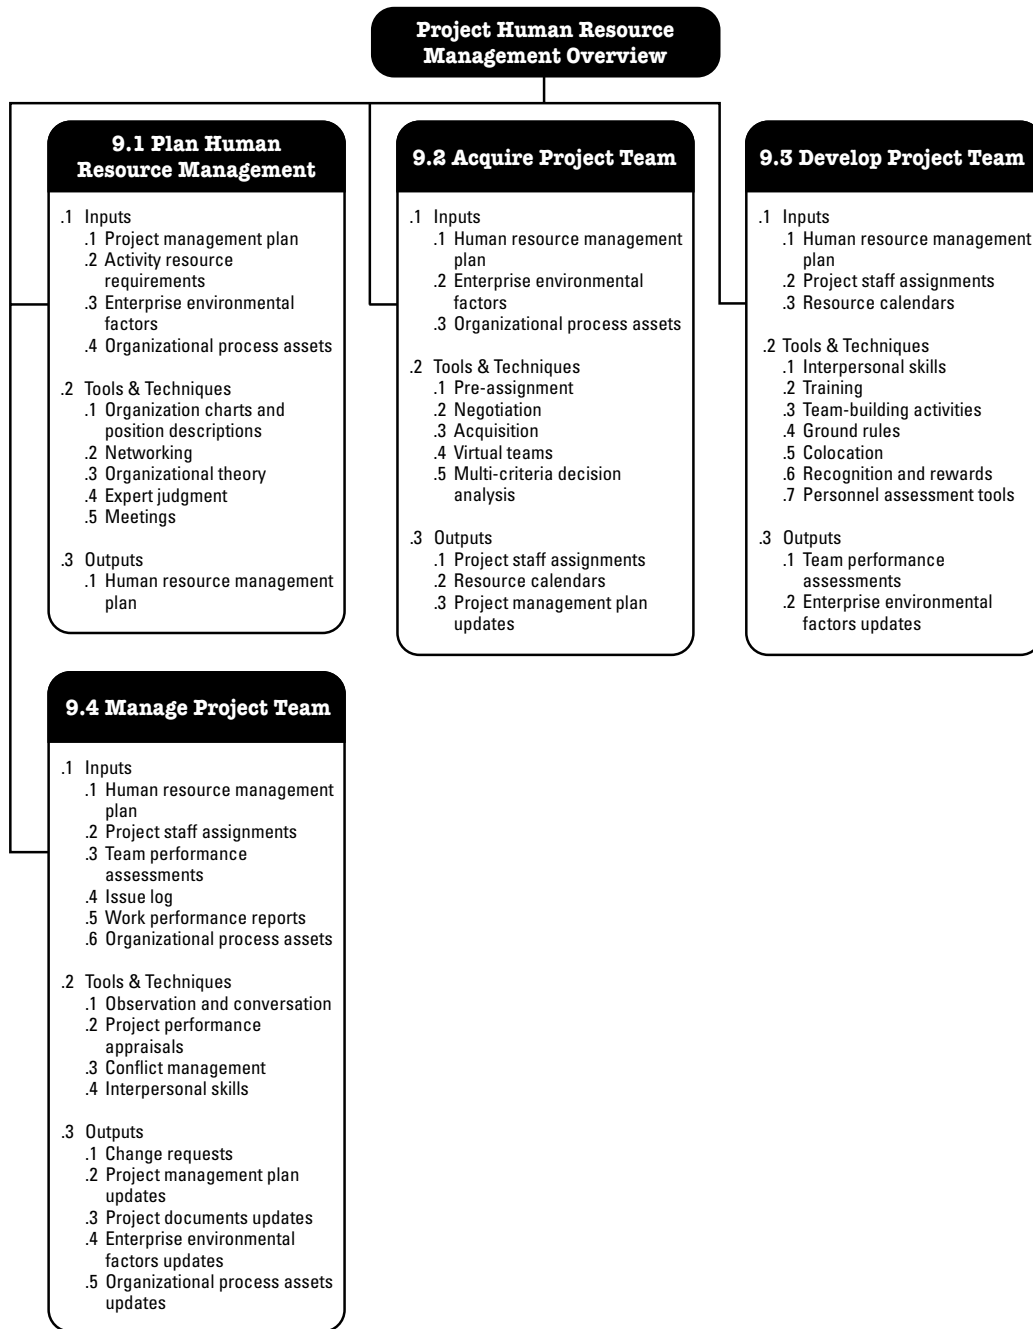 Project Human Resource
Management Overview
9.1 Plan Human
Resource Management
.1 Inputs
.1 Project management plan
.2 Activity resource
requirements
.3 Enterprise environmental
factors
.4 Organizational process assets
.2 Tools & Techniques
.1 Organization charts and
position descriptions
.2 Networking
.3 Organizational theory
.4 Expert judgment
.5 Meetings
.3 Outputs
.1 Human resource management
plan
9.2 Acquire Project Team
.1 Inputs
.1 Human resource management
plan
.2 Enterprise environmental
factors
.3 Organizational process assets
.2 Tools & Techniques
.1 Pre-assignment
.2 Negotiation
.3 Acquisition
.4 Virtual teams
.5 Multi-criteria decision
analysis
.3 Outputs
.1 Project staff assignments
.2 Resource calendars
.3 Project management plan
updates
9.3 Develop Project Team
.1 Inputs
.1 Human resource management
plan
.2 Project staff assignments
.3 Resource calendars
.2 Tools & Techniques
.1 Interpersonal skills
.2 Training
.3 Team-building activities
.4 Ground rules
.5 Colocation
.6 Recognition and rewards
.7 Personnel assessment tools
.3 Outputs
.1 Team performance
assessments
.2 Enterprise environmental
factors updates
9.4 Manage Project Team
.1 Inputs
.1 Human resource management
plan
.2 Project staff assignments
.3 Team performance
assessments
.4 Issue log
.5 Work performance reports
.6 Organizational process assets
.2 Tools & Techniques
.1 Observation and conversation
.2 Project performance
appraisals
.3 Conflict management
.4 Interpersonal skills
.3 Outputs
.1 Change requests
.2 Project management plan
updates
.3 Project documents updates
.4 Enterprise environmental
factors updates
.5 Organizational process assets
updates